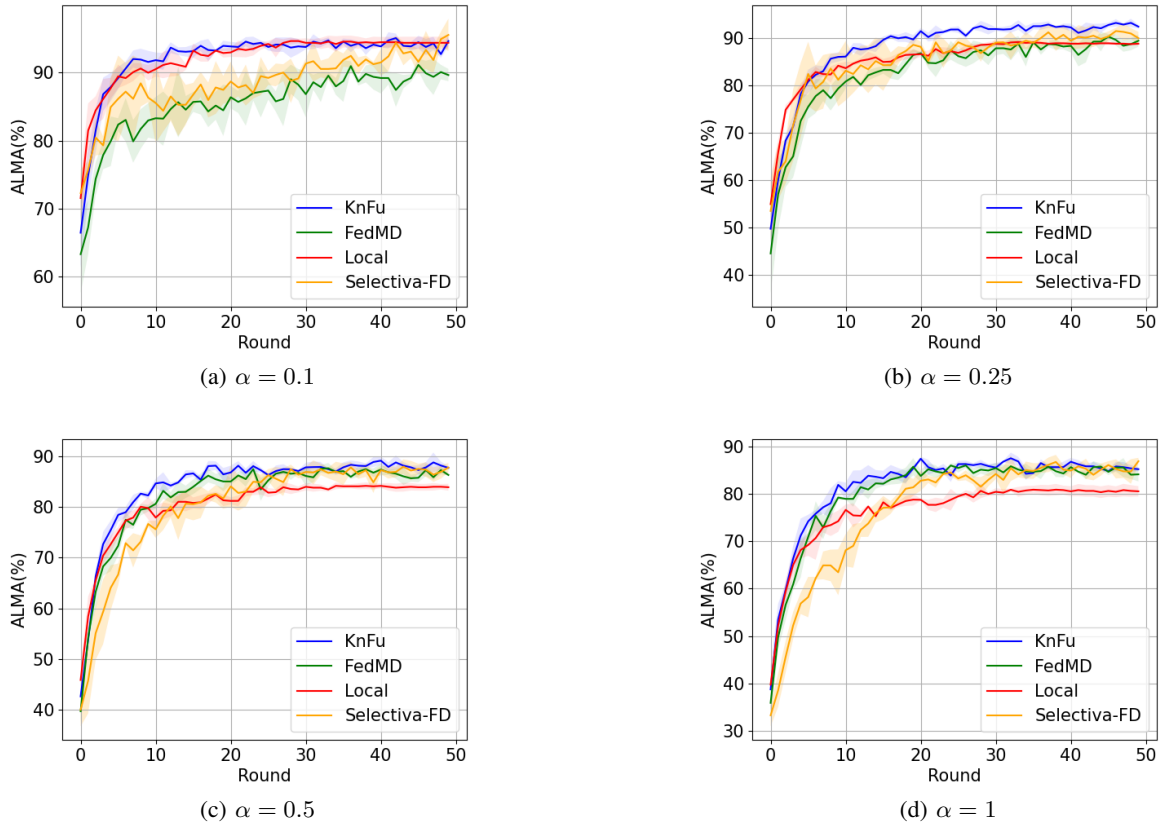 90
80
70
60
ALMA(%)
KnFu
FedMD
Local
Selectiva-FD
0 10 20 30 40 50
Round
(a) α = 0.1
90
80
70
60
50
40
ALMA(%)
KnFu
FedMD
Local
Selectiva-FD
0 10 20 30 40 50
Round
(b) α = 0.25
90
80
70
60
50
40
ALMA(%)
KnFu
FedMD
Local
Selectiva-FD
0 10 20 30 40 50
Round
(c) α = 0.5
90
80
70
60
50
40
30
ALMA(%)
KnFu
FedMD
Local
Selectiva-FD
0 10 20 30 40 50
Round
(d) α = 1